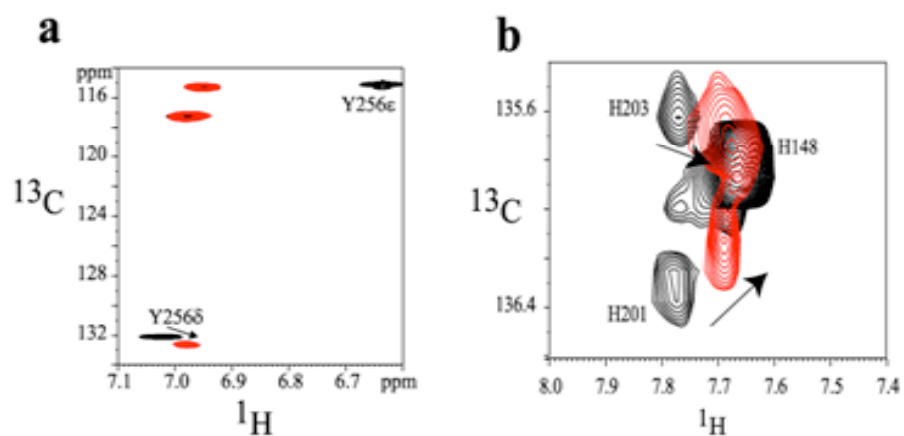 a
ppm
116
120
124
128
132
13C
Y256ε
Y256δ
7.1 7.0 6.9 6.8 6.7 ppm
1H
b
135.6
136.4
13C
H203
H148
H201
8.0 7.9 7.8 7.7 7.6 7.5 7.4
1H